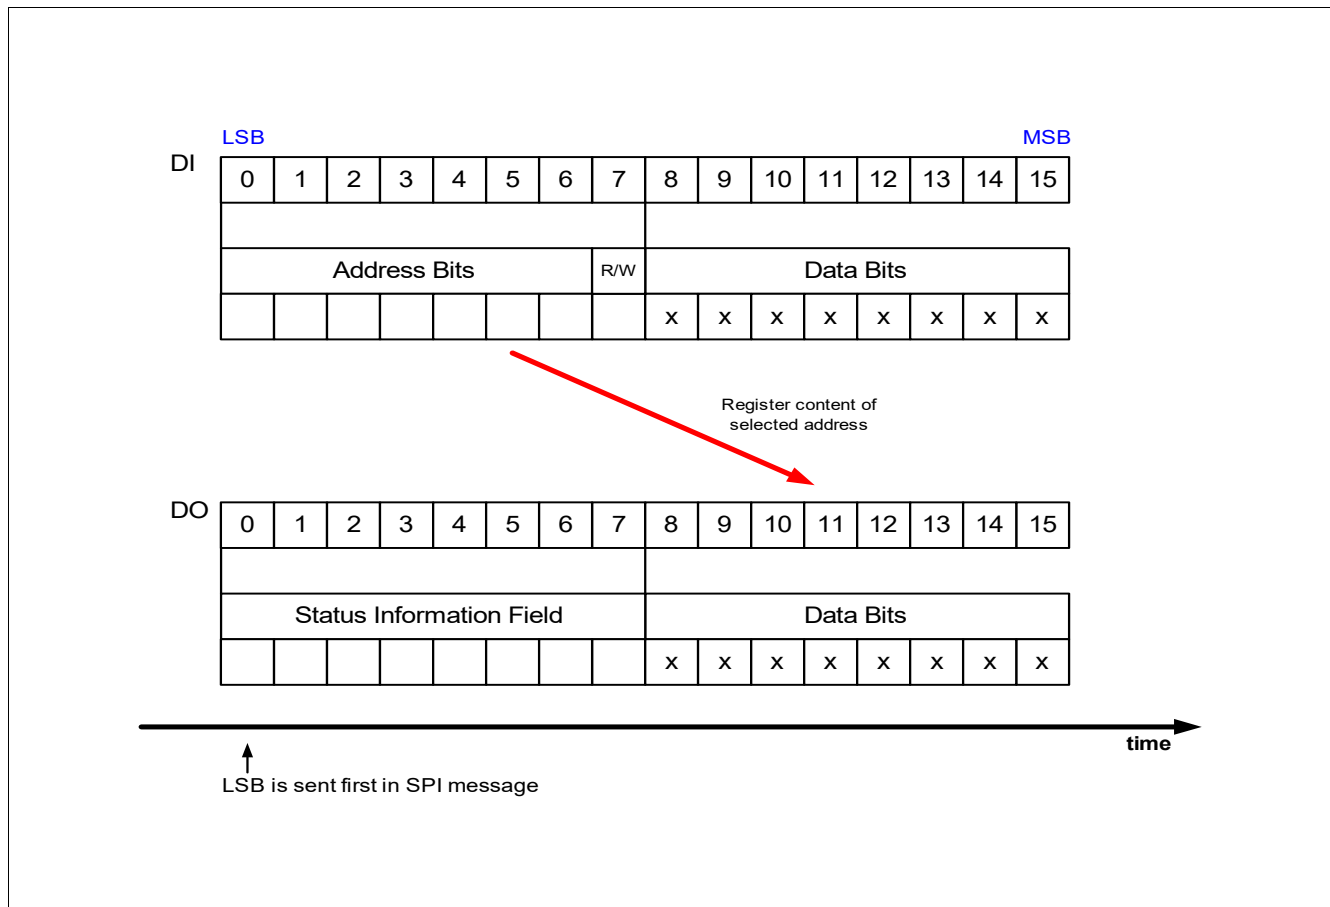 LSB MSB
DI
0 1 2 3 4 5 6 7 8 9 10 11 12 13 14 15
Address Bits R/W Data Bits
x x x x x x x x
Register content of
selected address
DO
0 1 2 3 4 5 6 7 8 9 10 11 12 13 14 15
Status Information Field Data Bits
x x x x x x x x
time
LSB is sent first in SPI message